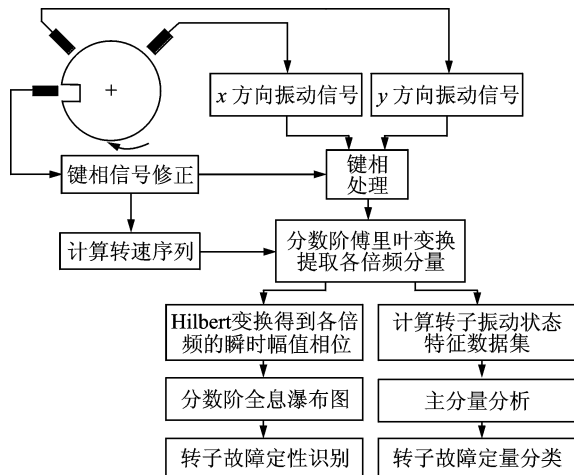 x 方向振动信号
y 方向振动信号
键相信号修正
键相
处理
计算转速序列
分数阶傅里叶变换
提取各倍频分量
Hilbert变换得到各倍
频的瞬时幅值相位
计算转子振动状态
特征数据集
分数阶全息瀑布图
主分量分析
转子故障定性识别
转子故障定量分类